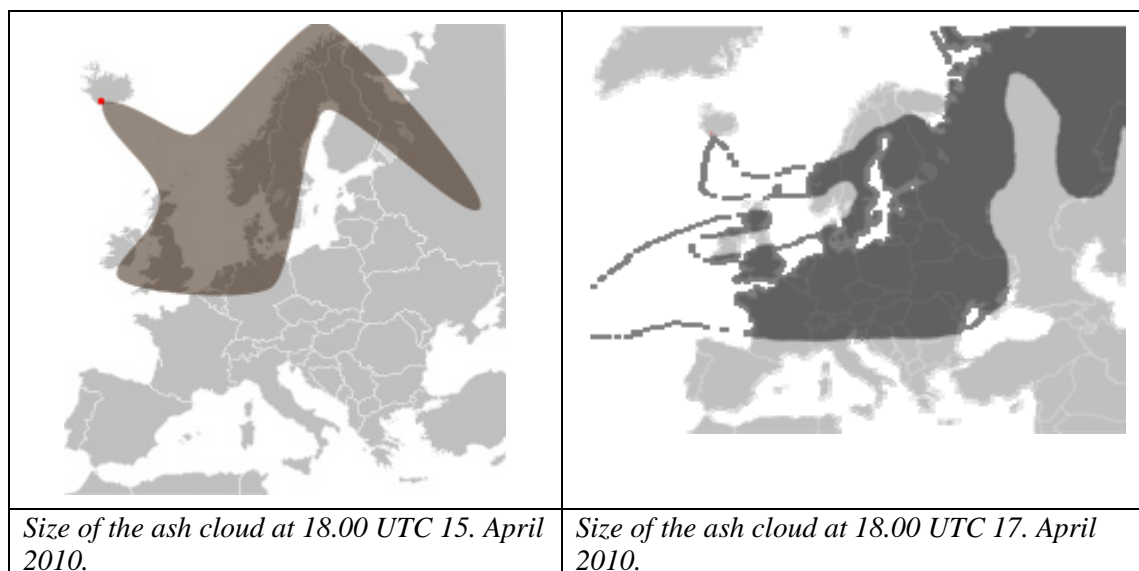 Size of the ash cloud at 18.00 UTC 15. April
2010.
Size of the ash cloud at 18.00 UTC 17. April
2010.